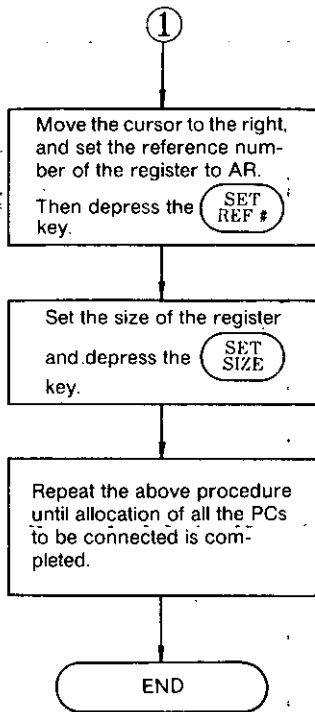 ①
Move the cursor to the right,
and set the reference num-
ber of the register to AR.
Then depress the SET REF #
key.
Set the size of the register
and depress the SET SIZE
key.
Repeat the above procedure
until allocation of all the PCs
to be connected is com-
pleted.
END